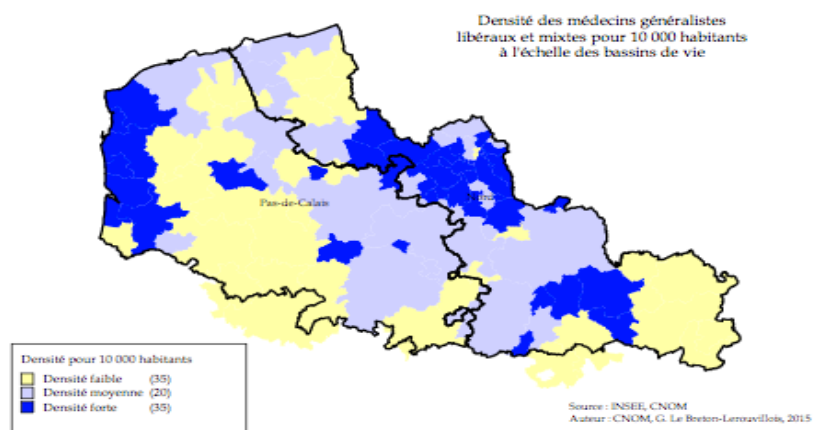 Densité des médecins généralistes
libéraux et mixtes pour 10 000 habitants
à l'échelle des bassins de vie
Pas-de-Calais
Densité pour 10 000 habitants
Densité faible (35)
Densité moyenne (20)
Densité forte (35)
Source : INSEE, CNOM
Auteur : CNOM, G. Le Breton-Lerouvillois, 2015